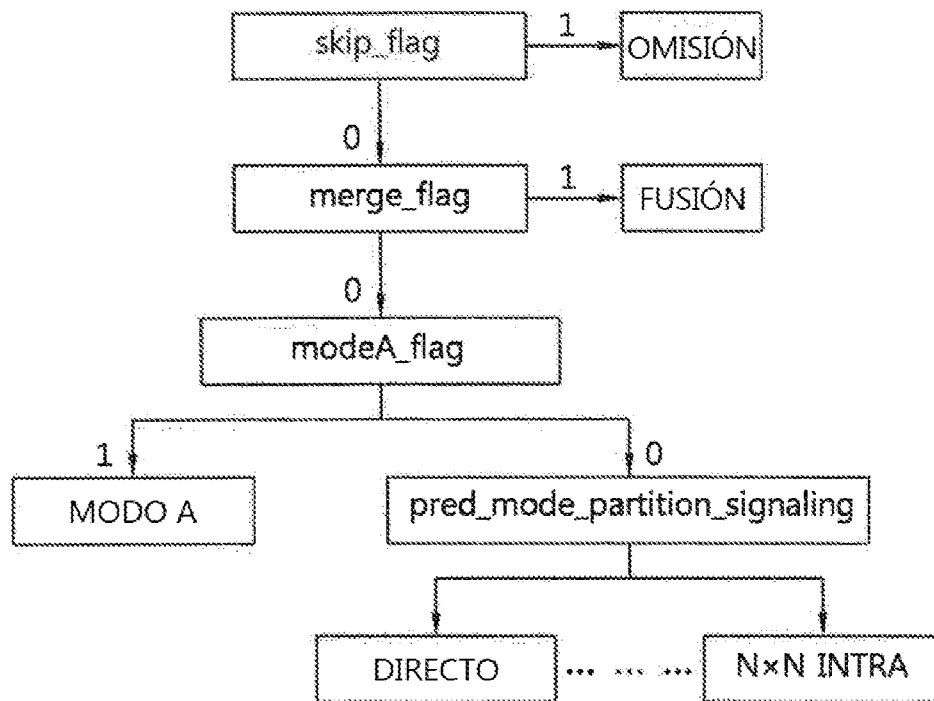 skip_flag
1
OMISIÓN
0
merge_flag
1
FUSIÓN
0
modeA_flag
1
0
MODO A
pred_mode_partition_signaling
DIRECTO
... ... ...
N×N INTRA